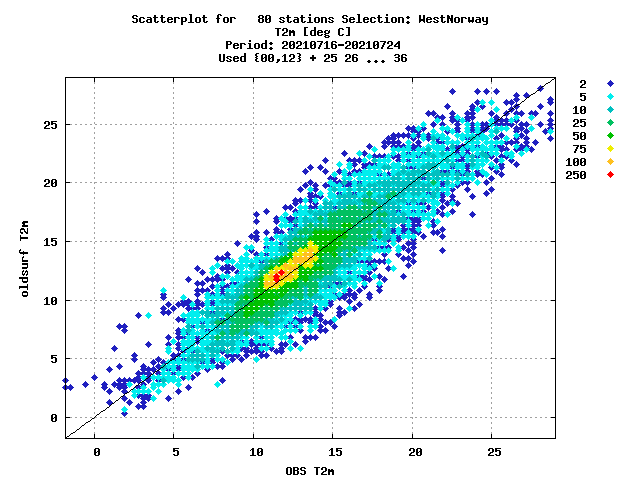 Scatterplot for   80 stations Selection: WestNorway
T2m [deg C]
Period: 20210716-20210724
Used {00,12} + 25 26 ... 36
2
5
10
25
50
75
100
250
25
20
15
10
5
0
oldsurf T2m
0 5 10 15 20 25
OBS T2m